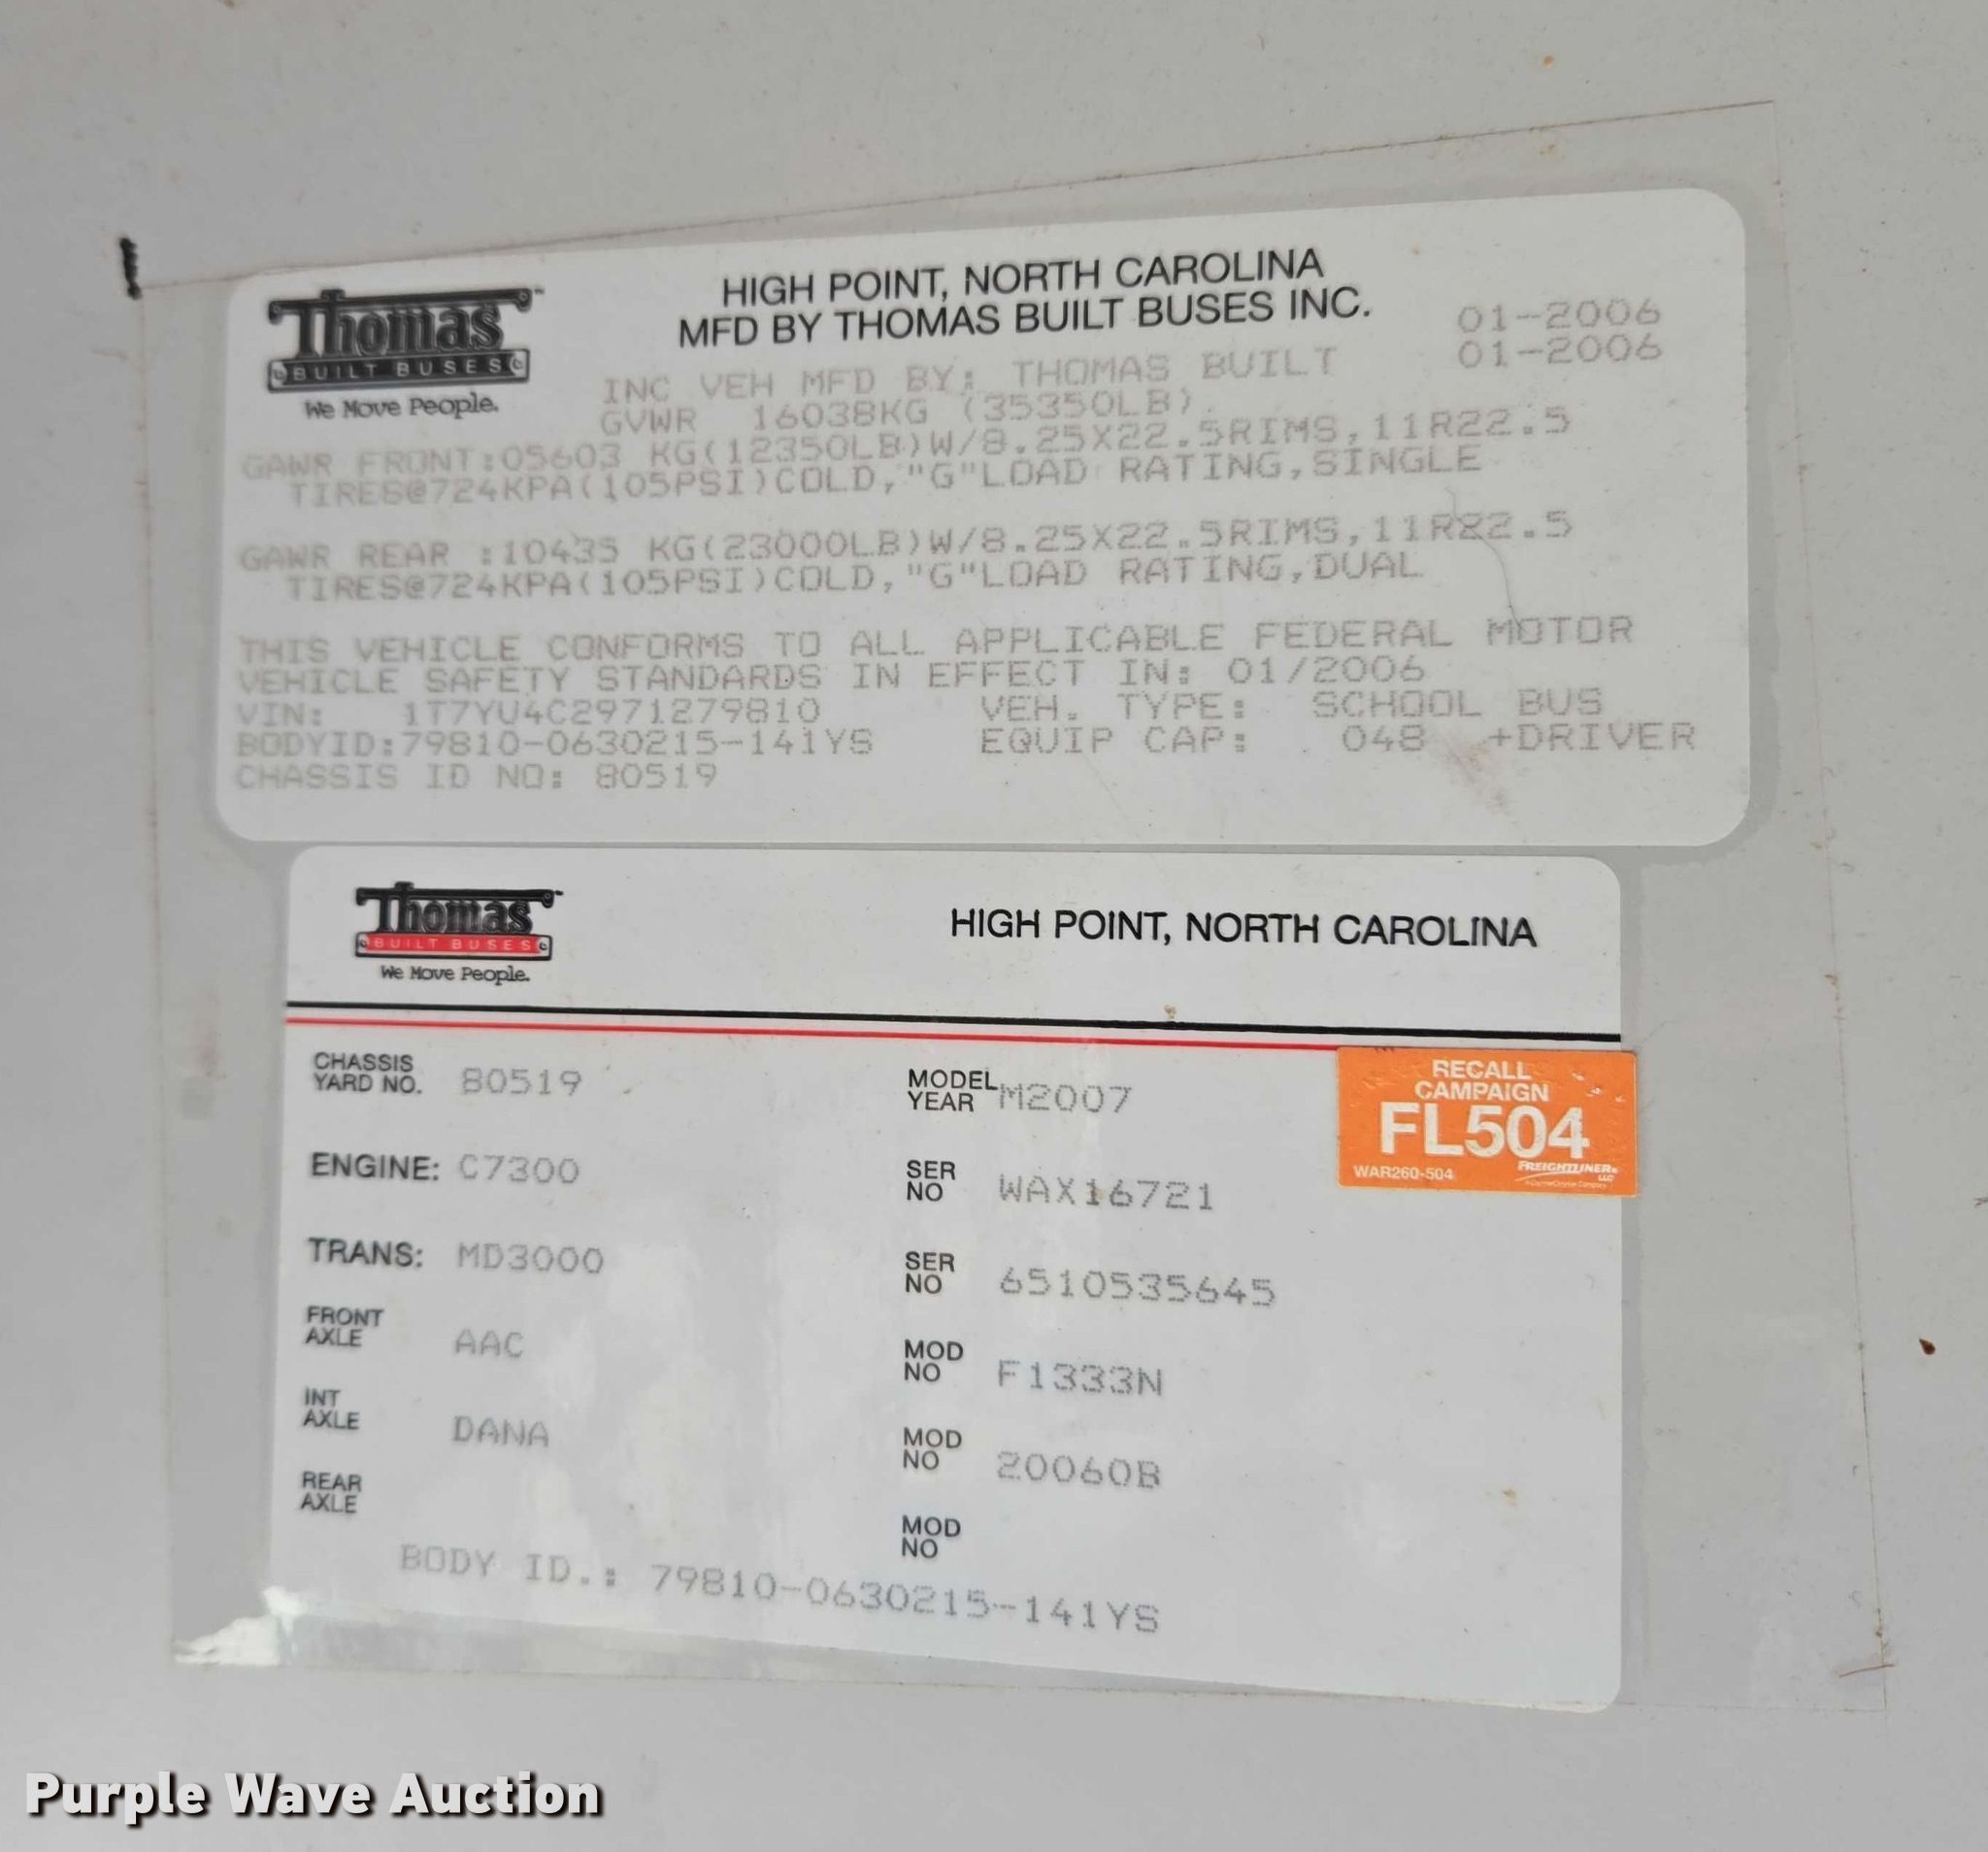 Thomas
BUILT BUSES
We Move People.
HIGH POINT, NORTH CAROLINA
MFD BY THOMAS BUILT BUSES INC.
01-2006
01-2006
INC VEH MFD BY: THOMAS BUILT
GVWR 16038KG (35350LB)
GAWR FRONT:05603 KG(12350LB)W/8.25X22.5RIMS,11R22.5
TIRES@724KPA(105PSI)COLD,"G"LOAD RATING,SINGLE
GAWR REAR :10435 KG(23000LB)W/8.25X22.5RIMS,11R22.5
TIRES@724KPA(105PSI)COLD,"G"LOAD RATING,DUAL
THIS VEHICLE CONFORMS TO ALL APPLICABLE FEDERAL MOTOR
VEHICLE SAFETY STANDARDS IN EFFECT IN: 01/2006
VIN: 1T7YU4C2971279810 VEH. TYPE: SCHOOL BUS
BODYID:79810-0630215-141YS EQUIP CAP: 048 +DRIVER
CHASSIS ID NO: 80519
Thomas
BUILT BUSES
We Move People.
HIGH POINT, NORTH CAROLINA
CHASSIS
YARD NO. 80519
MODEL
YEAR M2007
RECALL
CAMPAIGN
FL504
WAR260-504 FREIGHTLINER
LLC
ENGINE: C7300
SER
NO WAX16721
TRANS: MD3000
SER
NO 6510535645
FRONT
AXLE AAC
MOD
NO F1333N
INT
AXLE DANA
MOD
NO 20060B
REAR
AXLE
MOD
NO
BODY ID.: 79810-0630215-141YS
Purple Wave Auction